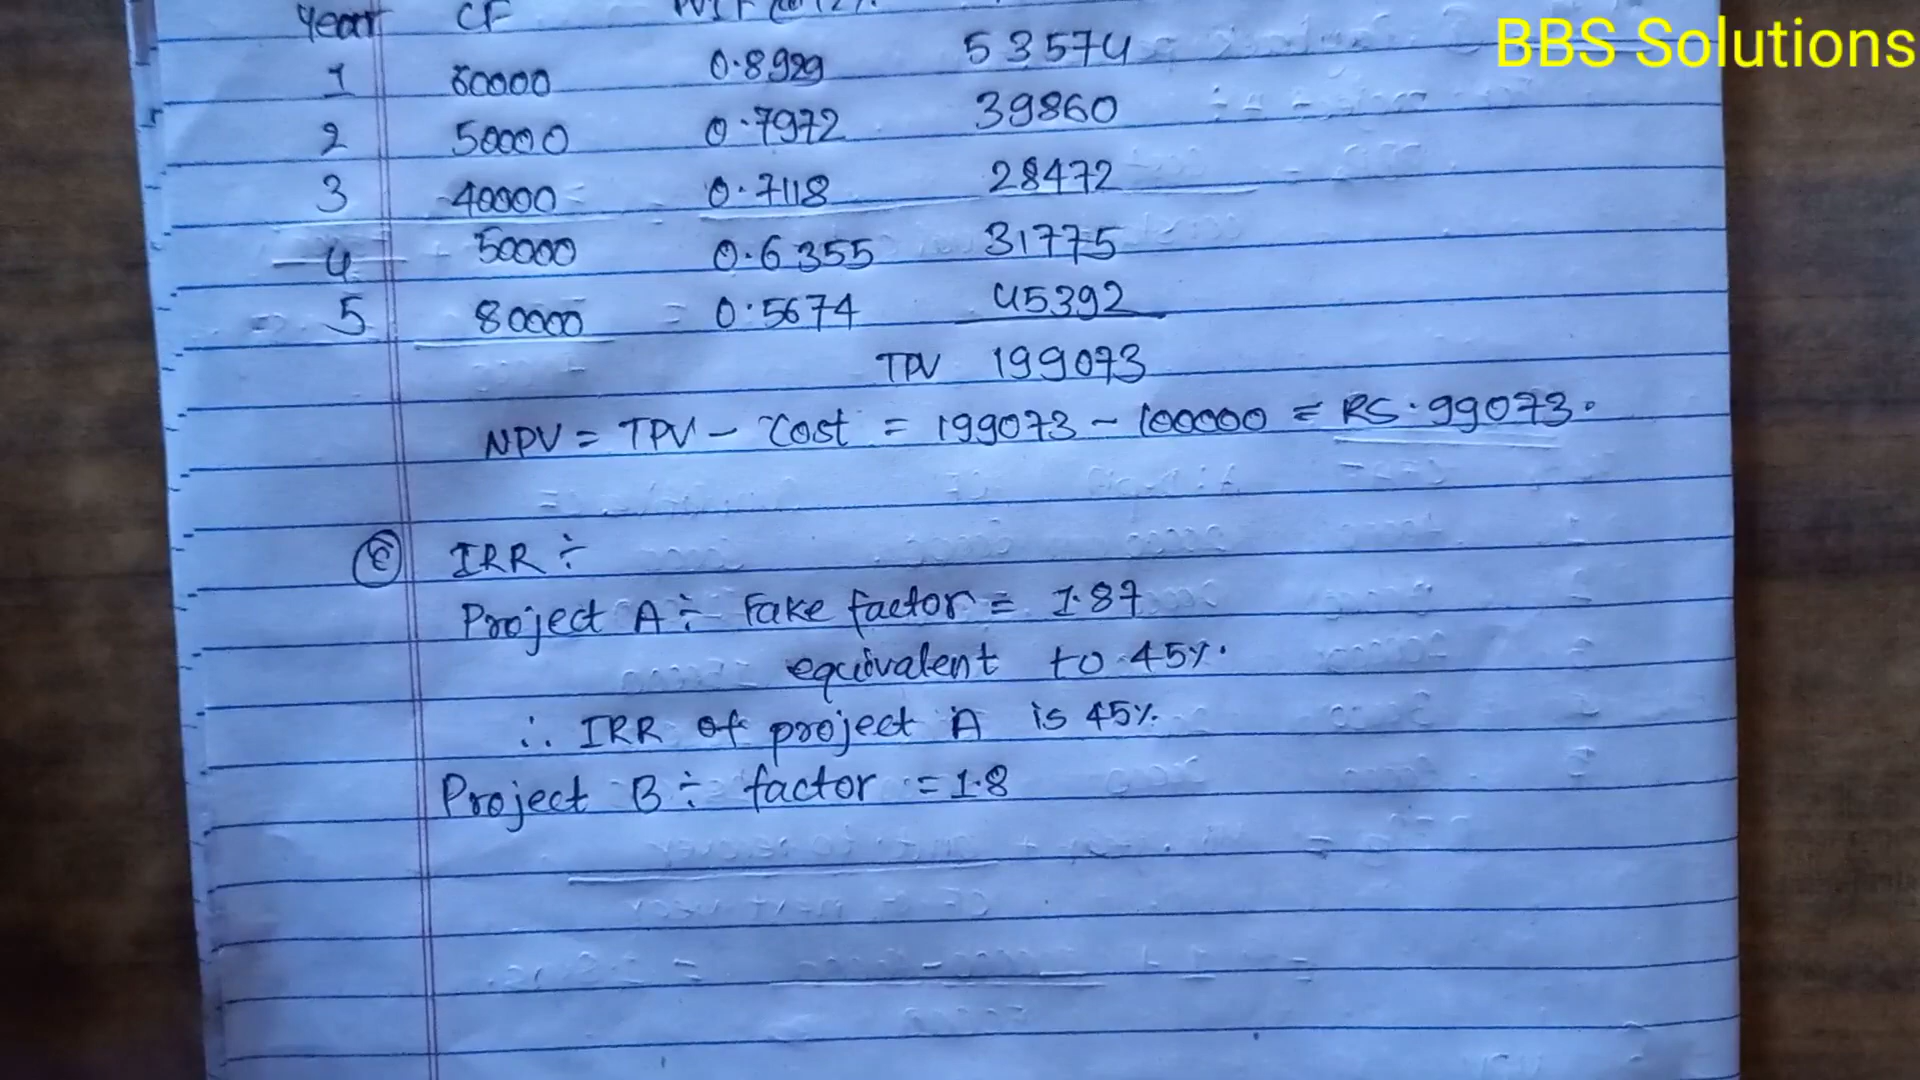 BBS Solutions
Year CF
1 60000 0.8929 53574
2 50000 0.7972 39860
3 40000 0.7118 28472
4 50000 0.6355 31775
5 80000 0.5674 45392
TPV 199073
NPV = TPV - Cost = 199073 - 100000 = RS. 99073.
IRR ÷
Project A ÷ Fake factor = 1.87
equivalent to 45%.
∴ IRR of project A is 45%.
Project B ÷ factor = 1.8